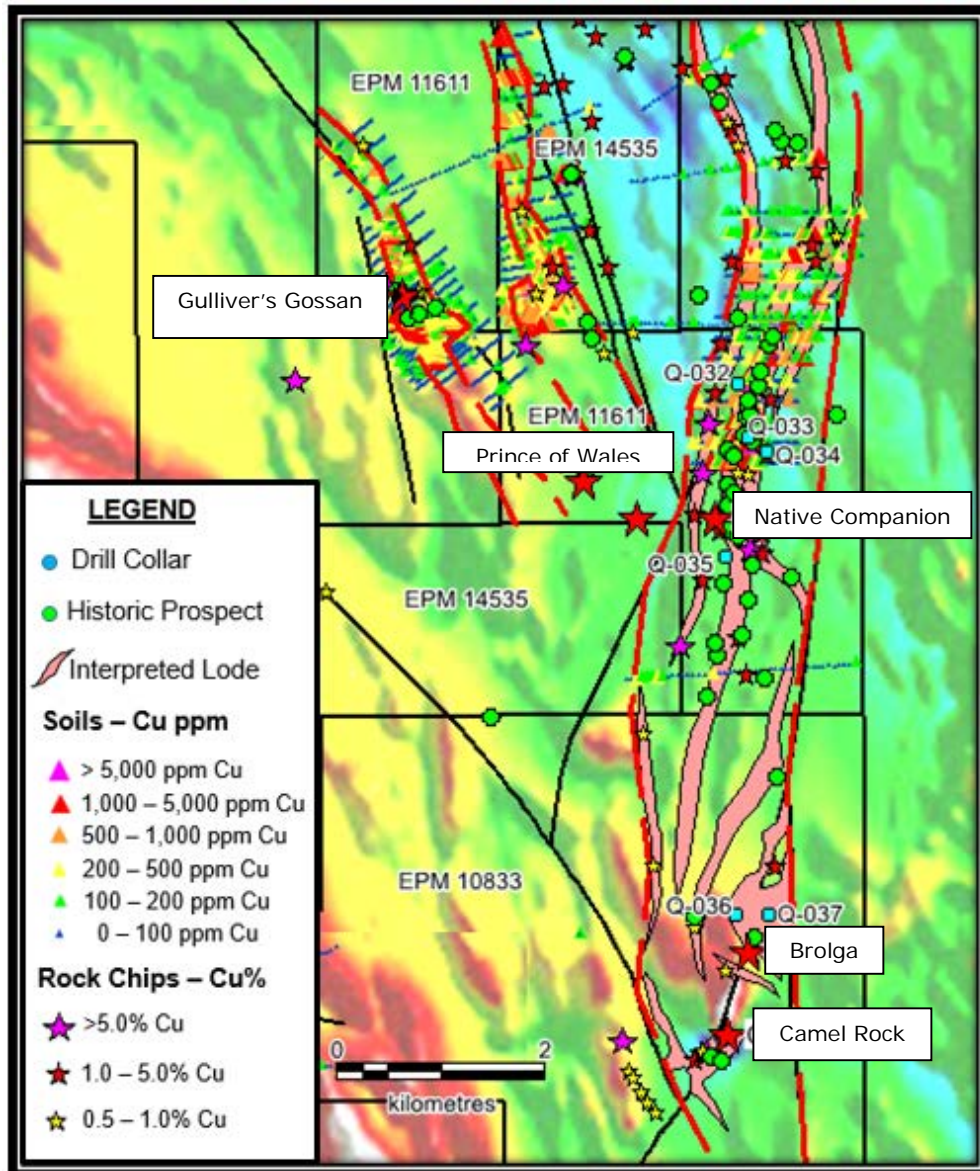 EPM 11611
EPM 14535
Gulliver's Gossan
Q-032
EPM 11611
Q-033
Prince of Wales
Q-034
Native Companion
Q-035
EPM 14535
EPM 10833
Q-036
Q-037
Brolga
Camel Rock
0 2
kilometres
LEGEND
Drill Collar
Historic Prospect
Interpreted Lode
Soils – Cu ppm
> 5,000 ppm Cu
1,000 – 5,000 ppm Cu
500 – 1,000 ppm Cu
200 – 500 ppm Cu
100 – 200 ppm Cu
0 – 100 ppm Cu
Rock Chips – Cu%
>5.0% Cu
1.0 – 5.0% Cu
0.5 – 1.0% Cu